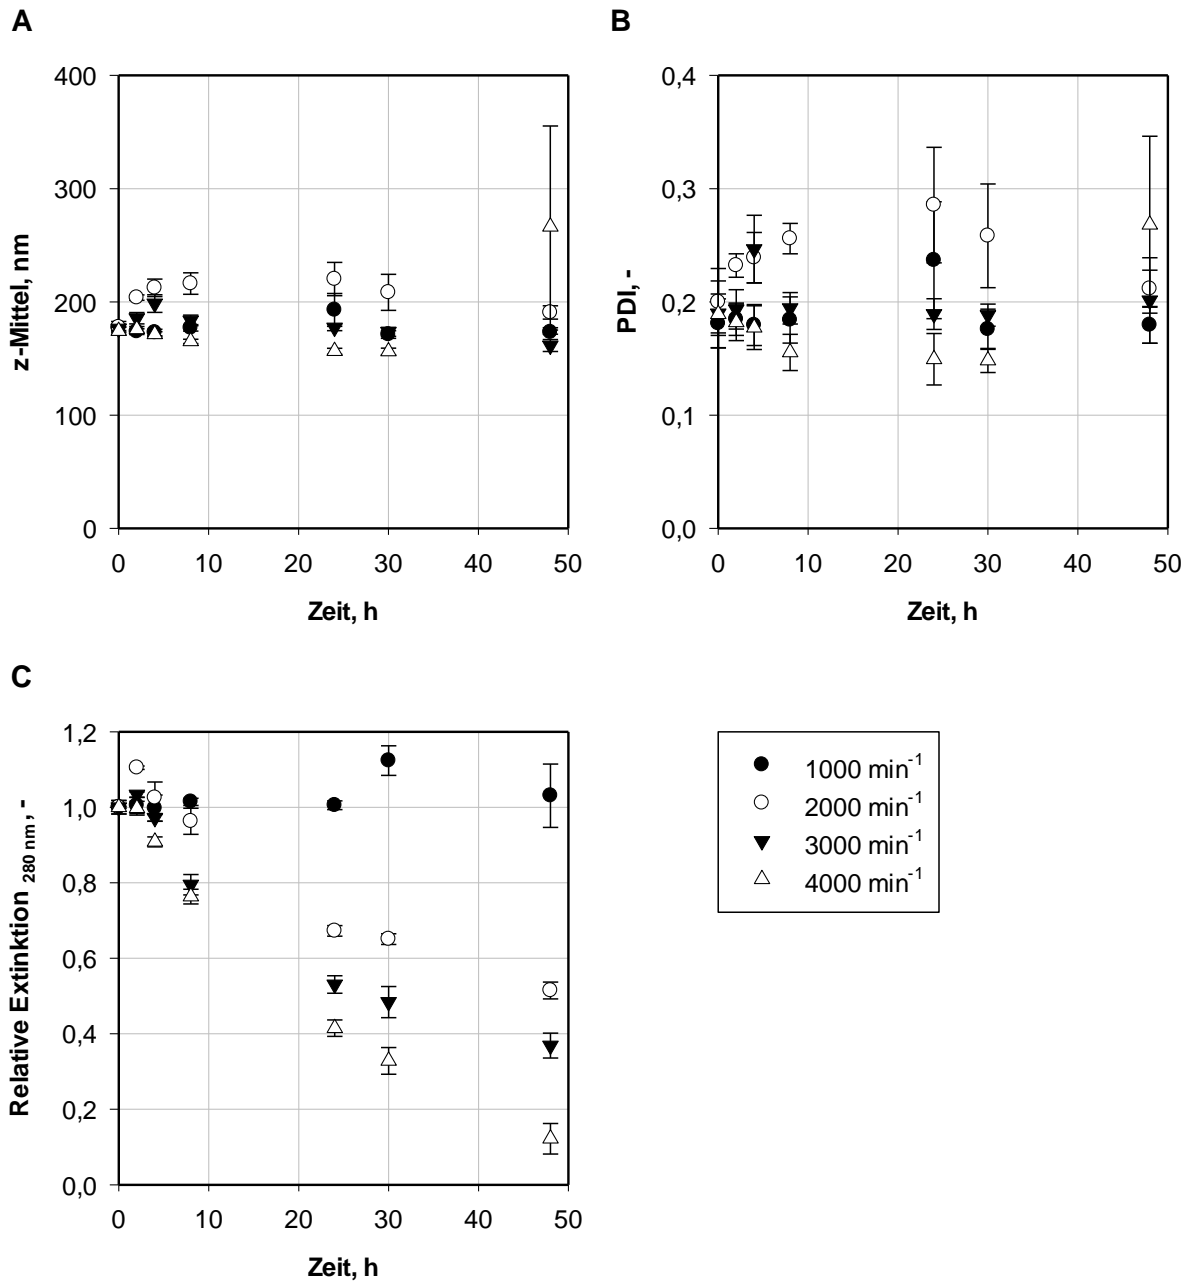 A
z-Mittel, nm
400
300
200
100
0
0 10 20 30 40 50
Zeit, h
B
PDI, -
0,4
0,3
0,2
0,1
0,0
0 10 20 30 40 50
Zeit, h
C
Relative Extinktion 280 nm, -
1,2
1,0
0,8
0,6
0,4
0,2
0,0
0 10 20 30 40 50
Zeit, h
1000 min-1
2000 min-1
3000 min-1
4000 min-1